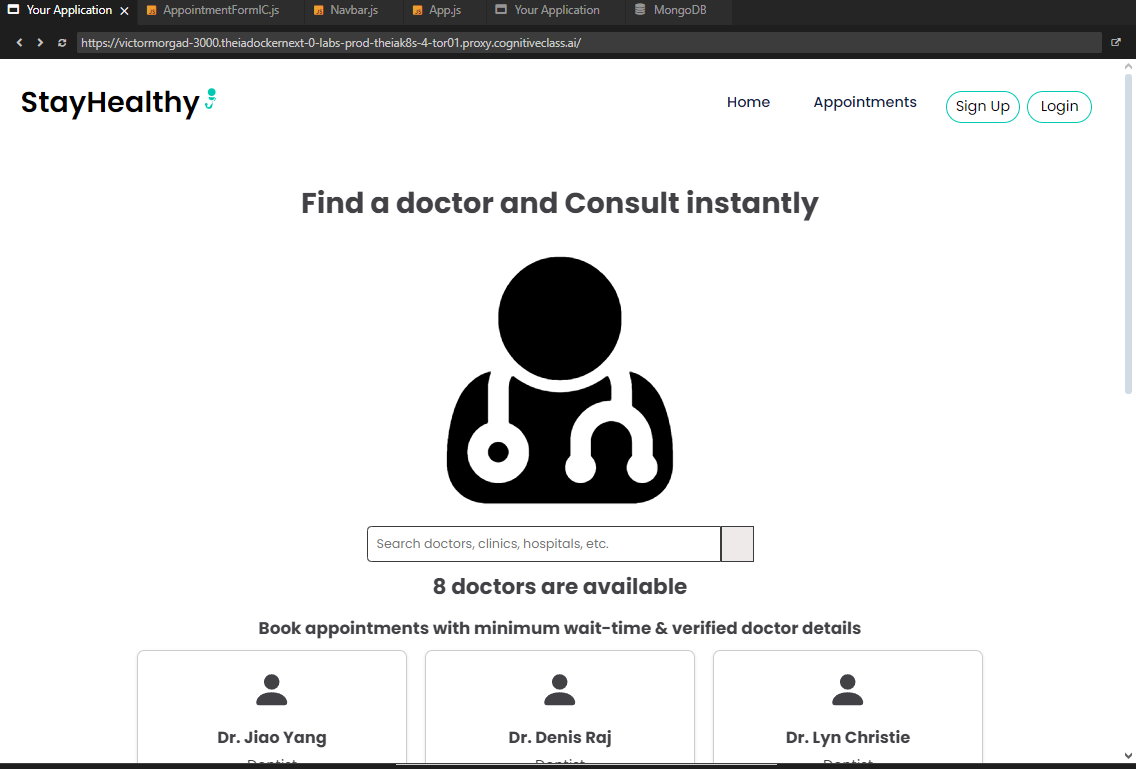 Your Application AppointmentFormIC.js Navbar.js App.js Your Application MongoDB
https://victormorgad-3000.theiadockernext-0-labs-prod-theiak8s-4-tor01.proxy.cognitiveclass.ai/
StayHealthy Home Appointments Sign Up Login
Find a doctor and Consult instantly
Search doctors, clinics, hospitals, etc.
8 doctors are available
Book appointments with minimum wait-time & verified doctor details
Dr. Jiao Yang Dr. Denis Raj Dr. Lyn Christie
Dentist Dentist Dentist